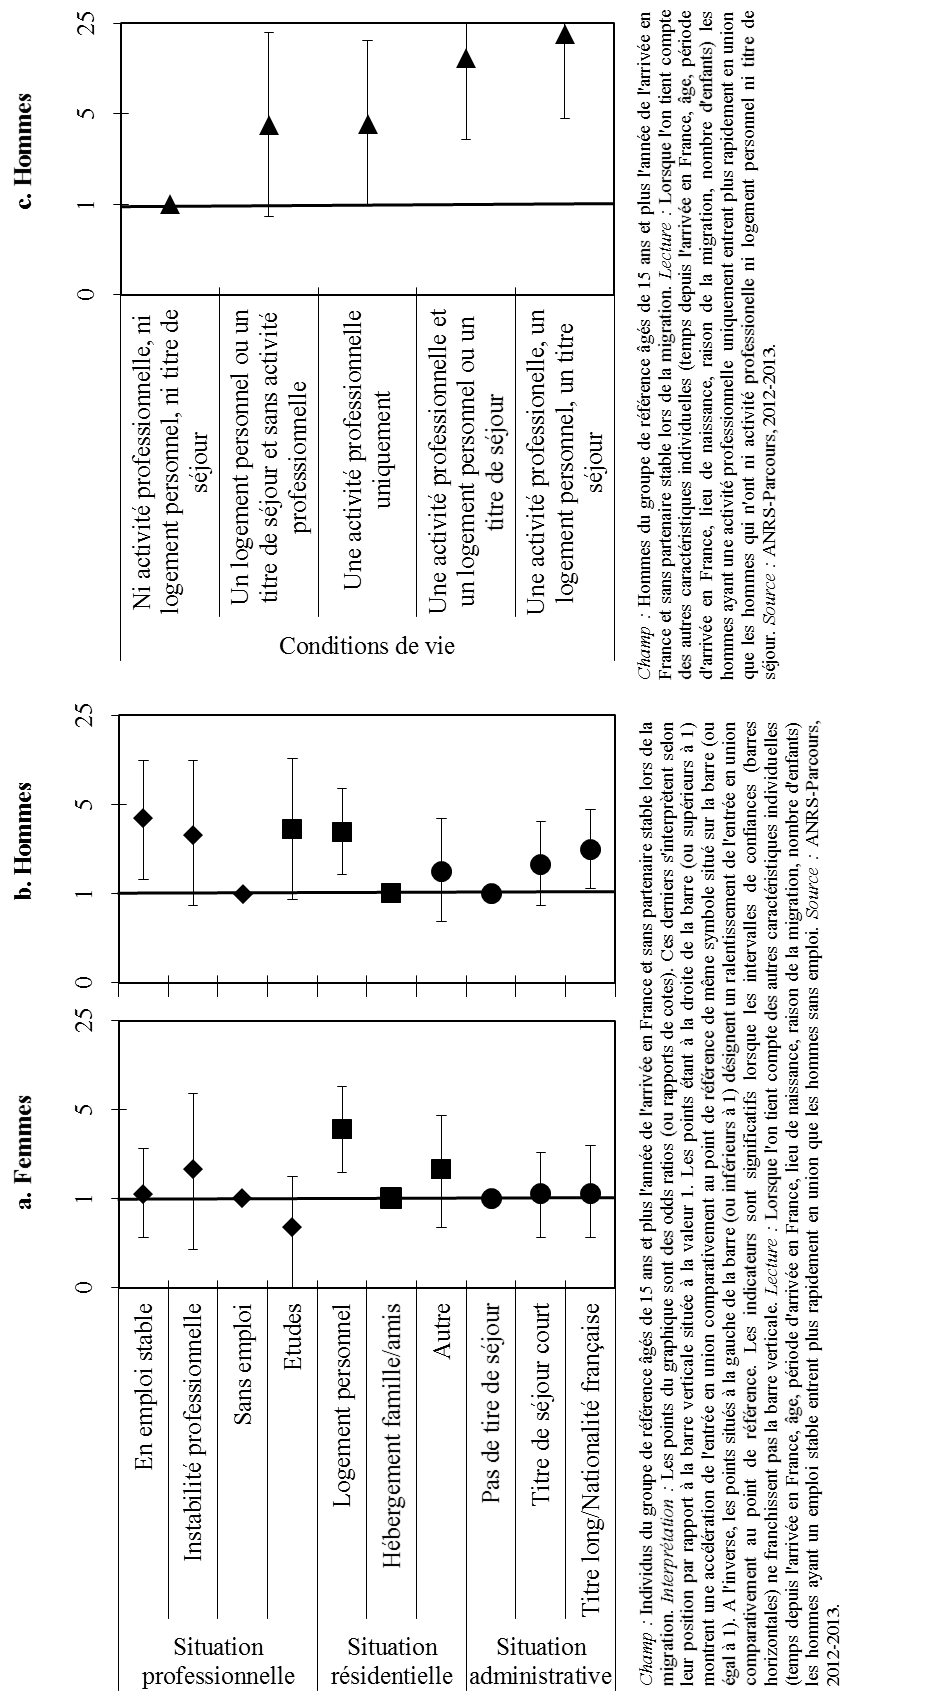 a. Femmes
b. Hommes
c. Hommes
0 1 5 25
0 1 5 25
0 1 5 25
Situation
professionnelle
En emploi stable
Instabilité professionnelle
Sans emploi
Etudes
Situation
résidentielle
Logement personnel
Hébergement famille/amis
Autre
Situation
administrative
Pas de tire de séjour
Titre de séjour court
Titre long/Nationalité française
Conditions de vie
Ni activité professionnelle, ni
logement personnel, ni titre de
séjour
Un logement personel ou un
titre de séjour et sans activité
professionnelle
Une activité professionnelle
uniquement
Une activité professionnelle et
un logement personel ou un
titre de séjour
Une activité professionelle, un
logement personel, un titre
séjour
Champ : Individus du groupe de référence âgés de 15 ans et plus l'année de l'arrivée en France et sans partenaire stable lors de la
migration. Interprétation : Les points du graphique sont des odds ratios (ou rapports de cotes). Ces derniers s'interprètent selon
leur position par rapport à la barre verticale située à la valeur 1. Les points étant à la droite de la barre (ou supérieurs à 1)
montrent une accélération de l'entrée en union comparativement au point de référence de même symbole situé sur la barre (ou
égal à 1). A l'inverse, les points situés à la gauche de la barre (ou inférieurs à 1) désignent un ralentissement de l'entrée en union
comparativement au point de référence. Les indicateurs sont significatifs lorsque les intervalles de confiances (barres
horizontales) ne franchissent pas la barre verticale. Lecture : Lorsque l'on tient compte des autres caractéristiques individuelles
(temps depuis l'arrivée en France, âge, période d'arrivée en France, lieu de naissance, raison de la migration, nombre d'enfants)
les hommes ayant un emploi stable entrent plus rapidement en union que les hommes sans emploi. Source : ANRS-Parcours,
2012-2013.
Champ : Hommes du groupe de référence âgés de 15 ans et plus l'année de l'arrivée en
France et sans partenaire stable lors de la migration. Lecture : Lorsque l'on tient compte
des autres caractéristiques individuelles (temps depuis l'arrivée en France, âge, période
d'arrivée en France, lieu de naissance, raison de la migration, nombre d'enfants) les
hommes ayant une activité professionnelle uniquement entrent plus rapidement en union
que les hommes qui n'ont ni activité professionelle ni logement personel ni titre de
séjour. Source : ANRS-Parcours, 2012-2013.